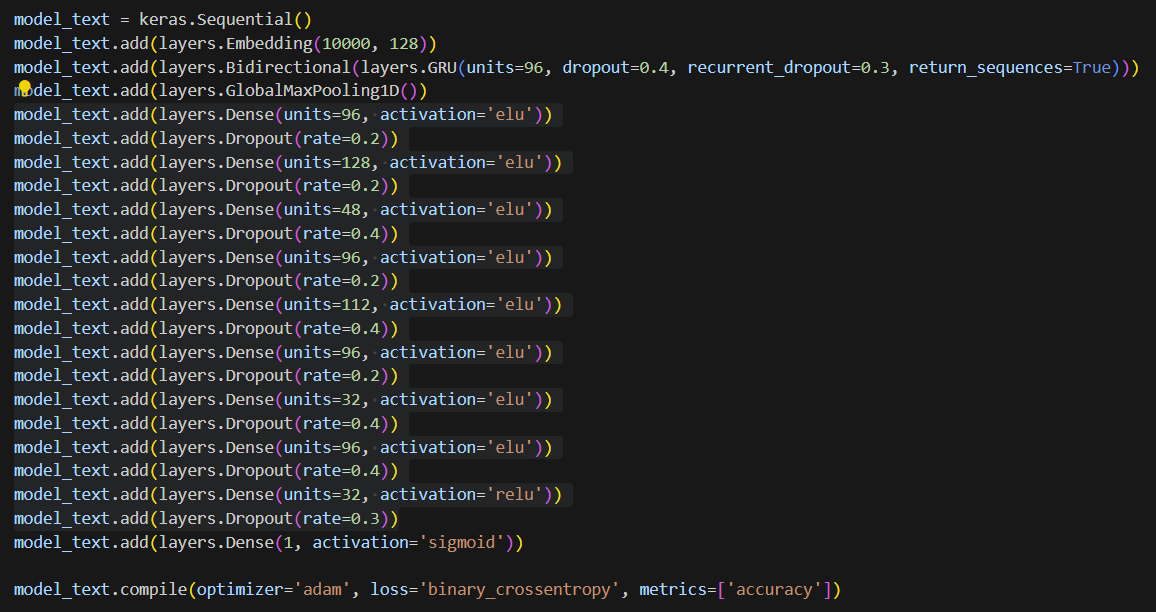 model_text = keras.Sequential()
model_text.add(layers.Embedding(10000, 128))
model_text.add(layers.Bidirectional(layers.GRU(units=96, dropout=0.4, recurrent_dropout=0.3, return_sequences=True)))
model_text.add(layers.GlobalMaxPooling1D())
model_text.add(layers.Dense(units=96, activation='elu'))
model_text.add(layers.Dropout(rate=0.2))
model_text.add(layers.Dense(units=128, activation='elu'))
model_text.add(layers.Dropout(rate=0.2))
model_text.add(layers.Dense(units=48, activation='elu'))
model_text.add(layers.Dropout(rate=0.4))
model_text.add(layers.Dense(units=96, activation='elu'))
model_text.add(layers.Dropout(rate=0.2))
model_text.add(layers.Dense(units=112, activation='elu'))
model_text.add(layers.Dropout(rate=0.4))
model_text.add(layers.Dense(units=96, activation='elu'))
model_text.add(layers.Dropout(rate=0.2))
model_text.add(layers.Dense(units=32, activation='elu'))
model_text.add(layers.Dropout(rate=0.4))
model_text.add(layers.Dense(units=96, activation='elu'))
model_text.add(layers.Dropout(rate=0.4))
model_text.add(layers.Dense(units=32, activation='relu'))
model_text.add(layers.Dropout(rate=0.3))
model_text.add(layers.Dense(1, activation='sigmoid'))
model_text.compile(optimizer='adam', loss='binary_crossentropy', metrics=['accuracy'])